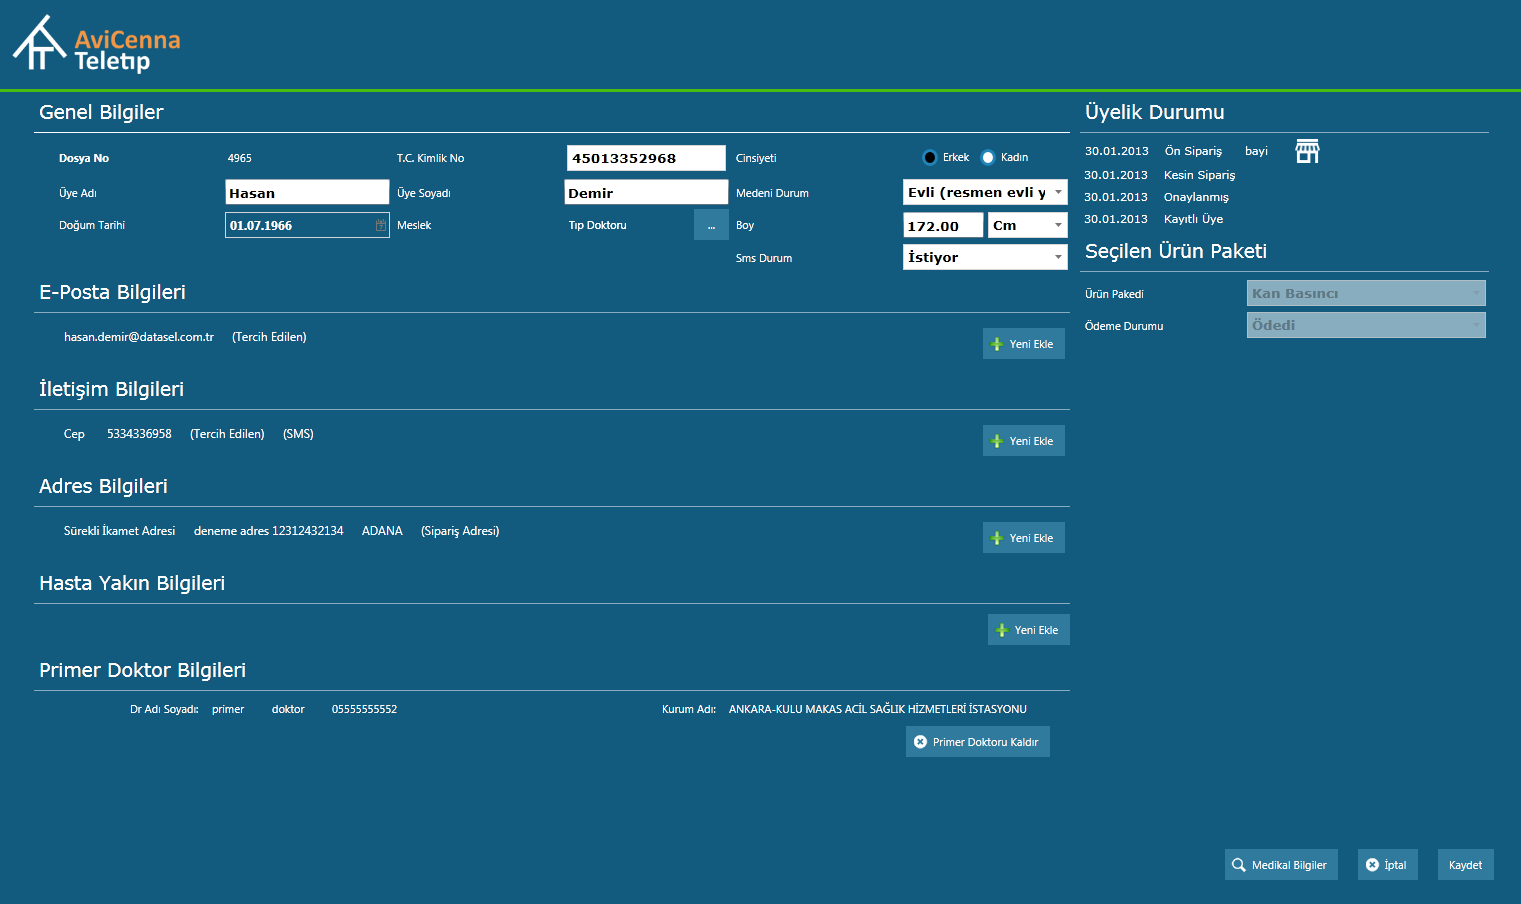 AviCenna
Teletıp
Genel Bilgiler
Dosya No 4965 T.C. Kimlik No 45013352968 Cinsiyeti Erkek Kadın
Üye Adı Hasan Üye Soyadı Demir Medeni Durum Evli (resmen evli y
Doğum Tarihi 01.07.1966 Meslek Tıp Doktoru ... Boy 172.00 Cm
Sms Durum İstiyor
E-Posta Bilgileri
hasan.demir@datasel.com.tr (Tercih Edilen)
Yeni Ekle
İletişim Bilgileri
Cep 5334336958 (Tercih Edilen) (SMS)
Yeni Ekle
Adres Bilgileri
Sürekli İkamet Adresi deneme adres 12312432134 ADANA (Sipariş Adresi)
Yeni Ekle
Hasta Yakın Bilgileri
Yeni Ekle
Primer Doktor Bilgileri
Dr Adı Soyadı: primer doktor 05555555552 Kurum Adı: ANKARA-KULU MAKAS ACİL SAĞLIK HİZMETLERİ İSTASYONU
Primer Doktoru Kaldır
Üyelik Durumu
30.01.2013 Ön Sipariş bayi
30.01.2013 Kesin Sipariş
30.01.2013 Onaylanmış
30.01.2013 Kayıtlı Üye
Seçilen Ürün Paketi
Ürün Pakedi Kan Basıncı
Ödeme Durumu Ödedi
Medikal Bilgiler İptal Kaydet